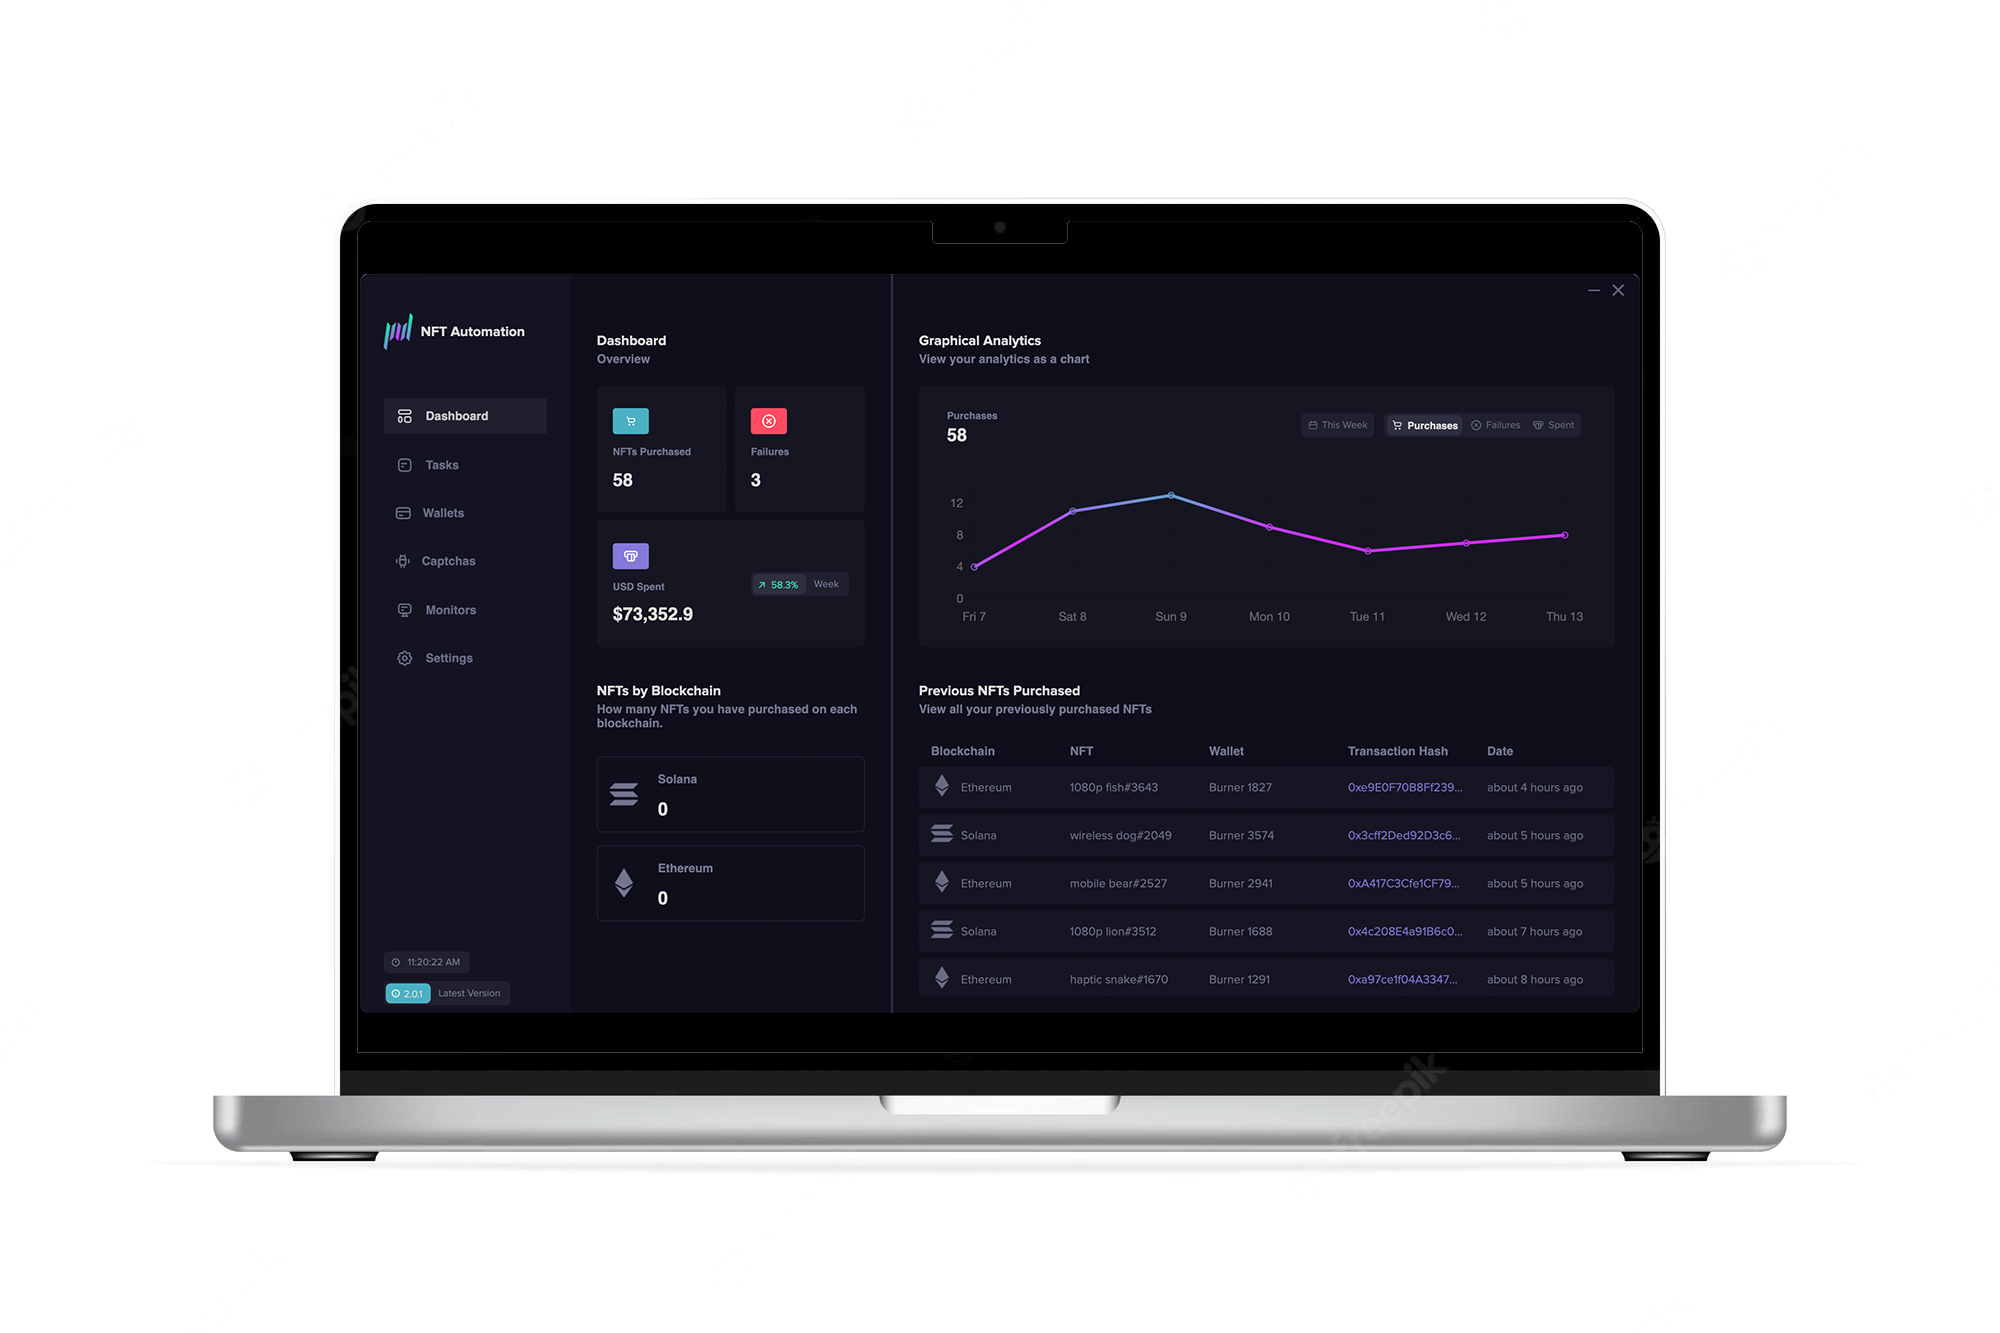 NFT Automation
Dashboard
Tasks
Wallets
Captchas
Monitors
Settings
11:20:22 AM
2.0.1 Latest Version
Dashboard
Overview
NFTs Purchased
58
Failures
3
USD Spent
$73,352.9
58.3% Week
NFTs by Blockchain
How many NFTs you have purchased on each
blockchain.
Solana
0
Ethereum
0
Graphical Analytics
View your analytics as a chart
Purchases
58
This Week Purchases Failures Spent
12
8
4
0
Fri 7 Sat 8 Sun 9 Mon 10 Tue 11 Wed 12 Thu 13
Previous NFTs Purchased
View all your previously purchased NFTs
Blockchain NFT Wallet Transaction Hash Date
Ethereum 1080p fish#3643 Burner 1827 0xe9E0F70B8Ff239... about 4 hours ago
Solana wireless dog#2049 Burner 3574 0x3cff2Ded92D3c6... about 5 hours ago
Ethereum mobile bear#2527 Burner 2941 0xA417C3Cfe1CF79... about 5 hours ago
Solana 1080p lion#3512 Burner 1688 0x4c208E4a91B6c0... about 7 hours ago
Ethereum haptic snake#1670 Burner 1291 0xa97ce1f04A3347... about 8 hours ago
freepik